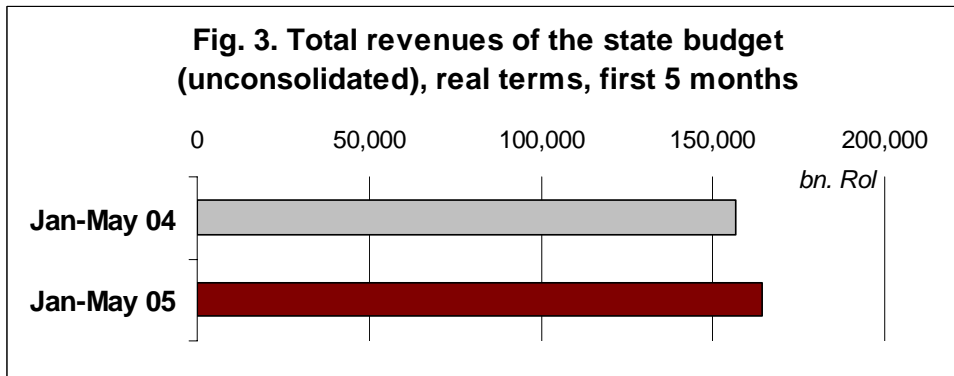 Fig. 3. Total revenues of the state budget
(unconsolidated), real terms, first 5 months
0 50,000 100,000 150,000 200,000
bn. Rol
Jan-May 04
Jan-May 05